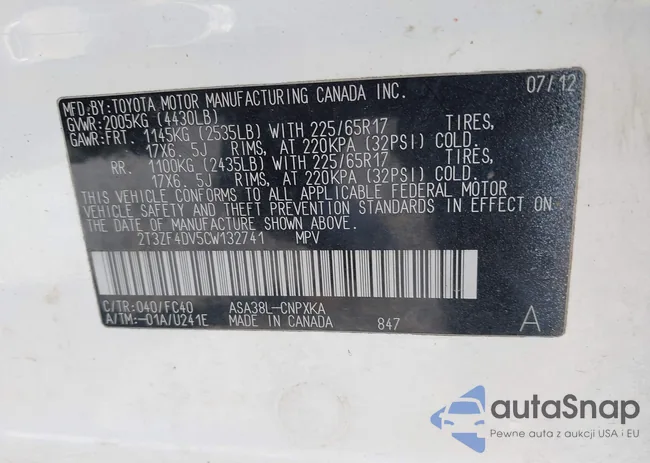 MFD.BY:TOYOTA MOTOR MANUFACTURING CANADA INC. 07/12
GVWR:2005KG (4430LB)
GAWR:FRT. 1145KG (2535LB) WITH 225/65R17 TIRES,
17X6. 5J RIMS, AT 220KPA (32PSI) COLD.
RR. 1100KG (2435LB) WITH 225/65R17 TIRES,
17X6. 5J RIMS, AT 220KPA (32PSI) COLD.
THIS VEHICLE CONFORMS TO ALL APPLICABLE FEDERAL MOTOR
VEHICLE SAFETY AND THEFT PREVENTION STANDARDS IN EFFECT ON
THE DATE OF MANUFACTURE SHOWN ABOVE.
2T3ZF4DV5CW132741 MPV
C/TR:040/FC40 ASA38L-CNPXKA
A/TM:-01A/U241E MADE IN CANADA 847 A
autaSnap
Pewne auta z aukcji USA i EU